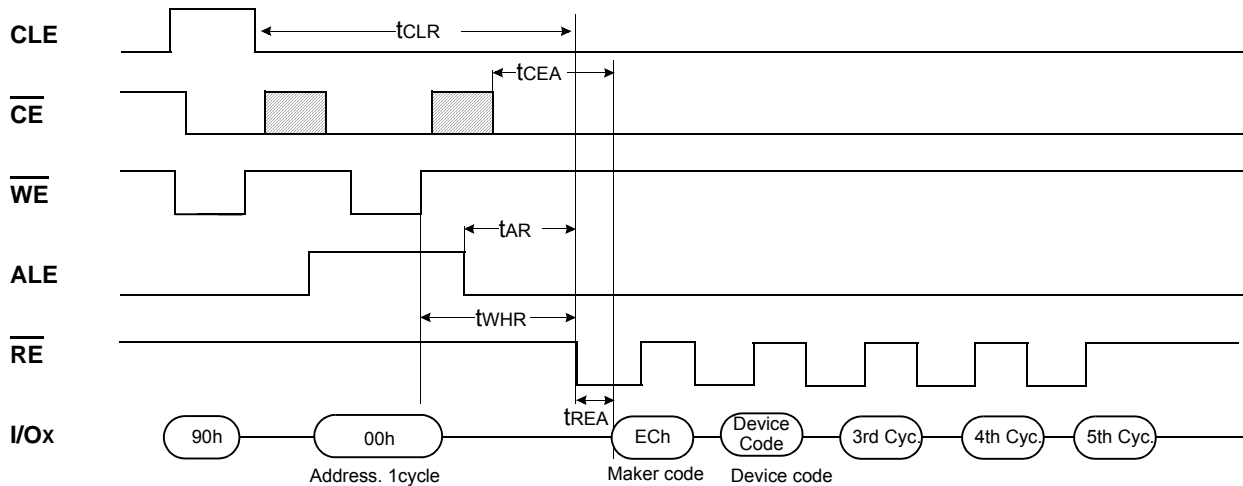 CLE
tCLR
tCEA
CE
WE
tAR
ALE
tWHR
RE
tREA
I/Ox
90h
00h
ECh
Device
Code
3rd Cyc.
4th Cyc.
5th Cyc.
Address. 1cycle
Maker code
Device code